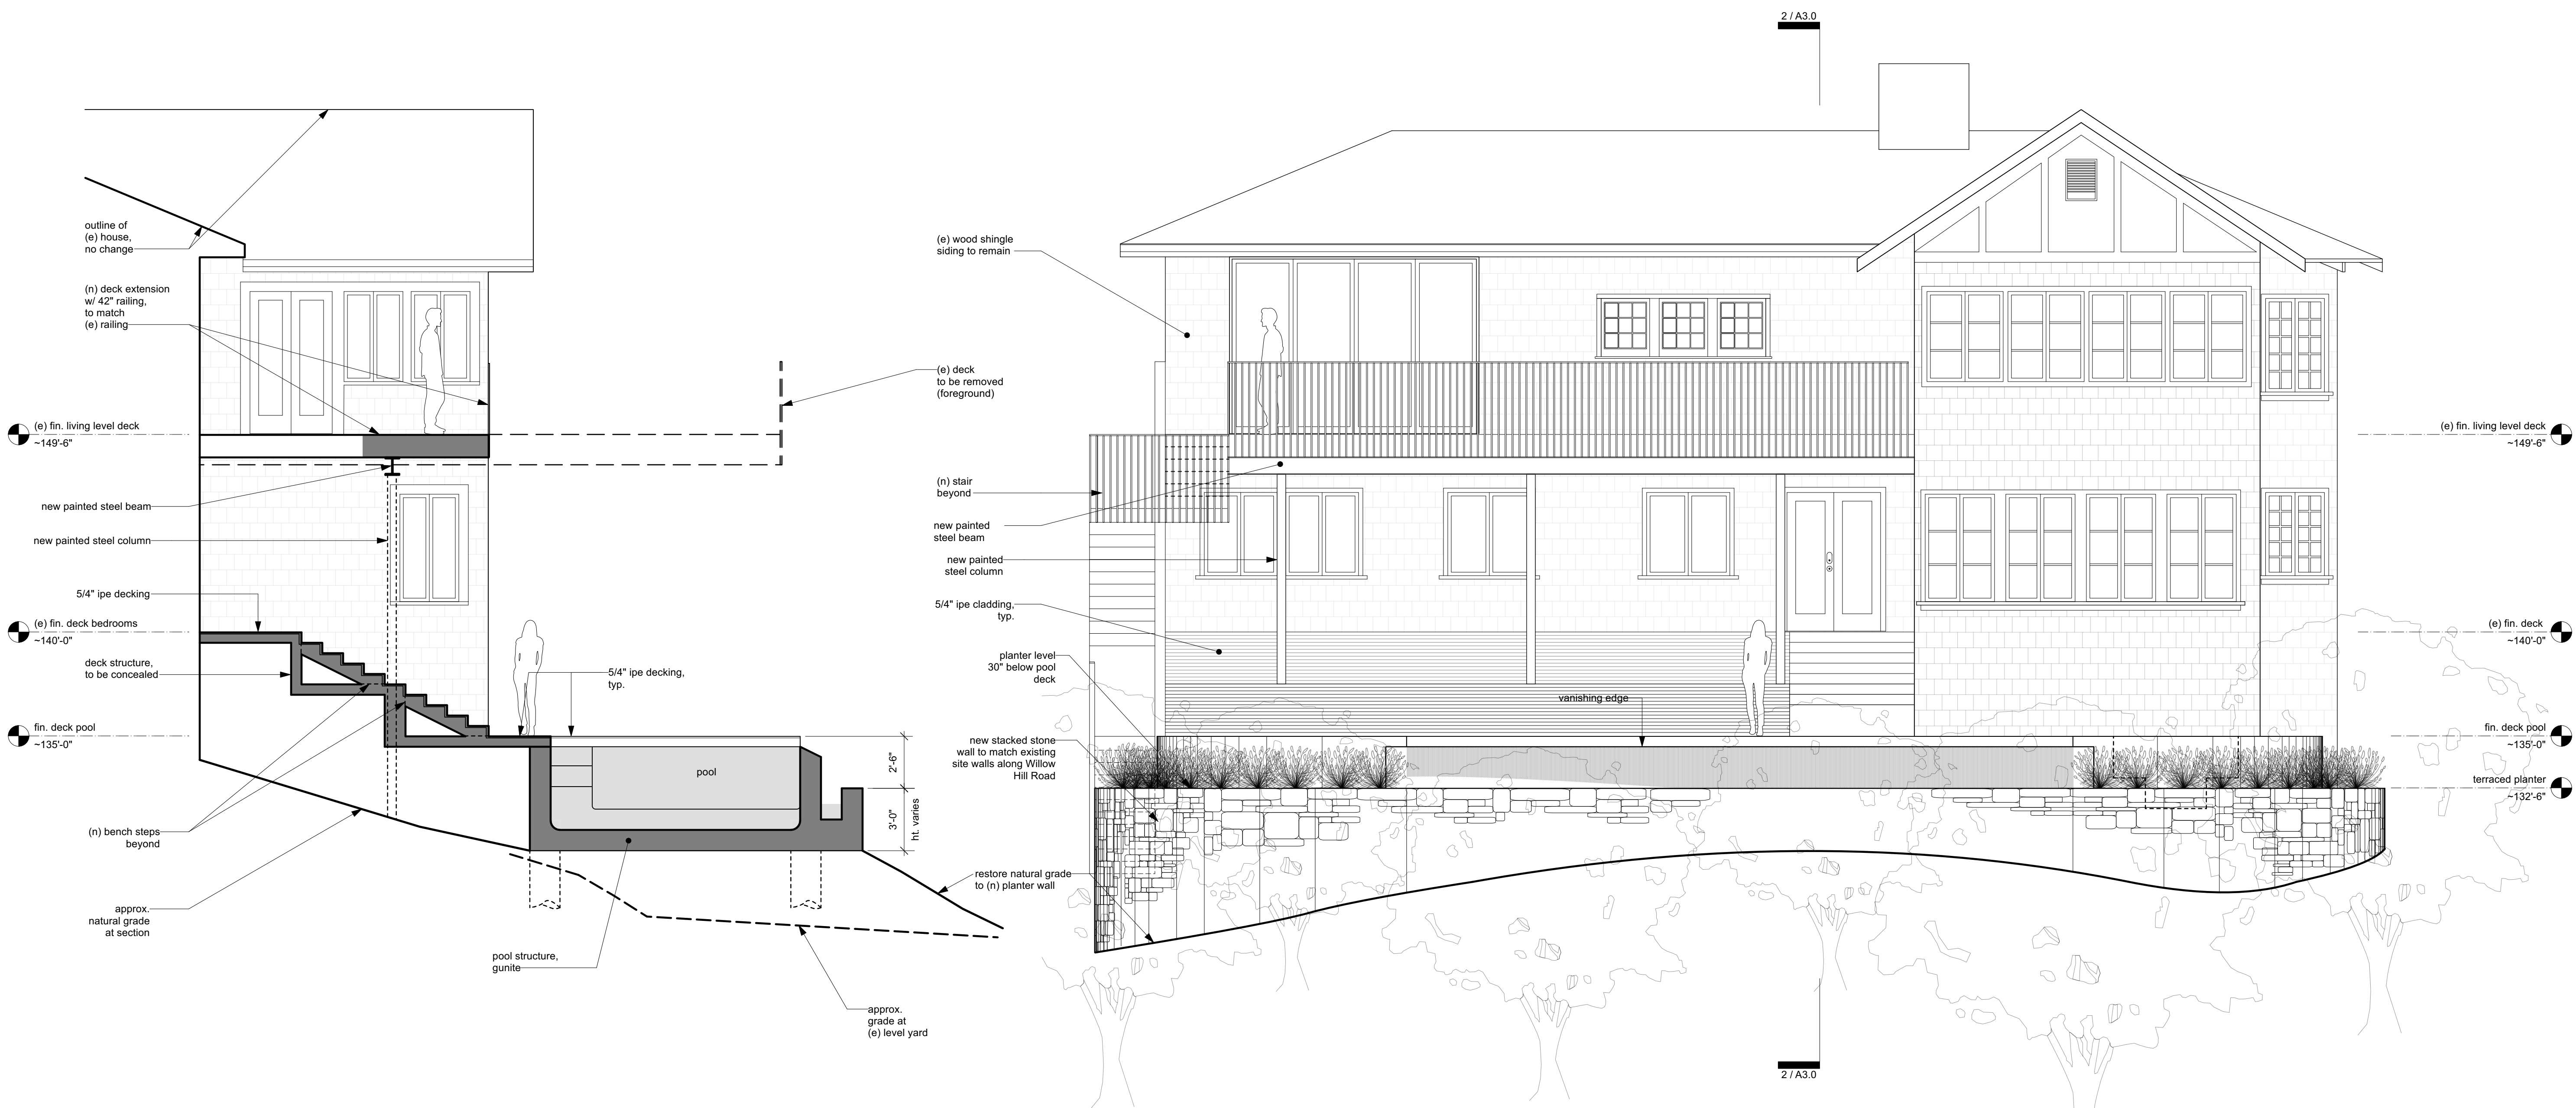 outline of
(e) house,
no change
(n) deck extension
w/ 42" railing,
to match
(e) railing
(e) fin. living level deck
~149'-6"
new painted steel beam
new painted steel column
5/4" ipe decking
(e) fin. deck bedrooms
~140'-0"
deck structure,
to be concealed
fin. deck pool
~135'-0"
(n) bench steps
beyond
approx.
natural grade
at section
(e) deck
to be removed
(foreground)
5/4" ipe decking,
typ.
pool
2'-6"
3'-0"
ht. varies
pool structure,
gunite
approx.
grade at
(e) level yard
restore natural grade
to (n) planter wall
2 / A3.0
(e) wood shingle
siding to remain
(n) stair
beyond
new painted
steel beam
new painted
steel column
5/4" ipe cladding,
typ.
planter level
30" below pool
deck
new stacked stone
wall to match existing
site walls along Willow
Hill Road
vanishing edge
(e) fin. living level deck
~149'-6"
(e) fin. deck
~140'-0"
fin. deck pool
~135'-0"
terraced planter
~132'-6"
2 / A3.0